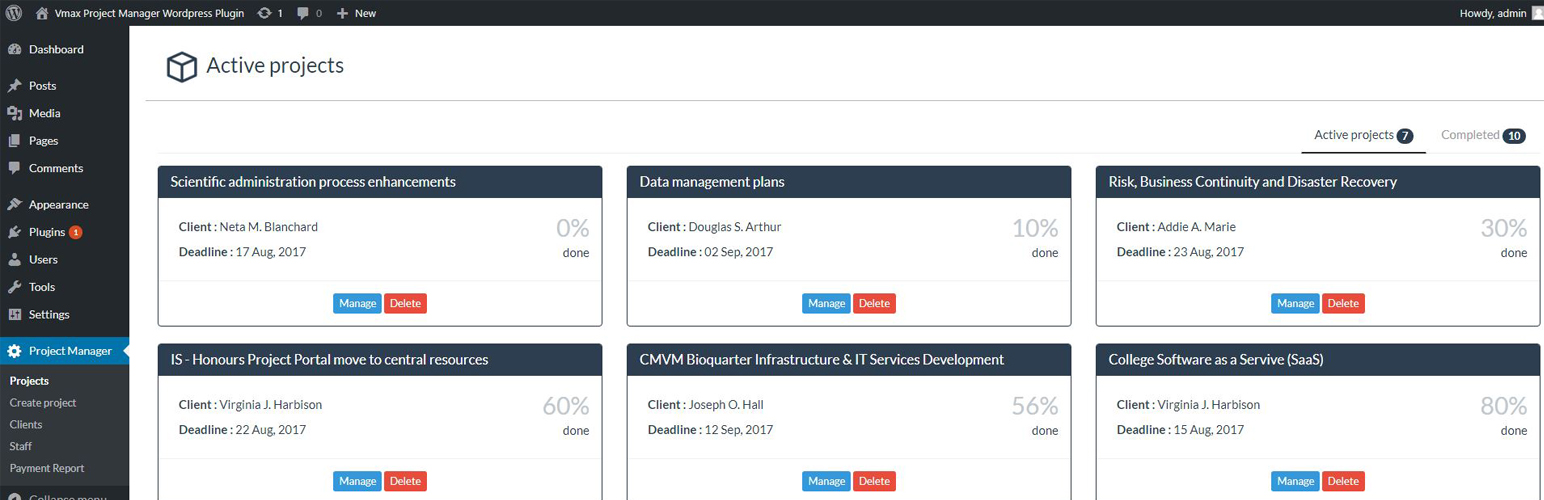 Vmax Project Manager Wordpress Plugin 1 0 New Howdy, admin
Dashboard
Posts
Media
Pages
Comments
Appearance
Plugins 1
Users
Tools
Settings
Project Manager
Projects
Create project
Clients
Staff
Payment Report
Collapse menu
Active projects
Active projects 7 Completed 10
Scientific administration process enhancements
Client : Neta M. Blanchard
0%
Deadline : 17 Aug, 2017
done
Manage Delete
Data management plans
Client : Douglas S. Arthur
10%
Deadline : 02 Sep, 2017
done
Manage Delete
Risk, Business Continuity and Disaster Recovery
Client : Addie A. Marie
30%
Deadline : 23 Aug, 2017
done
Manage Delete
IS - Honours Project Portal move to central resources
Client : Virginia J. Harbison
60%
Deadline : 22 Aug, 2017
done
Manage Delete
CMVM Bioquarter Infrastructure & IT Services Development
Client : Joseph O. Hall
56%
Deadline : 12 Sep, 2017
done
Manage Delete
College Software as a Servive (SaaS)
Client : Virginia J. Harbison
80%
Deadline : 15 Aug, 2017
done
Manage Delete